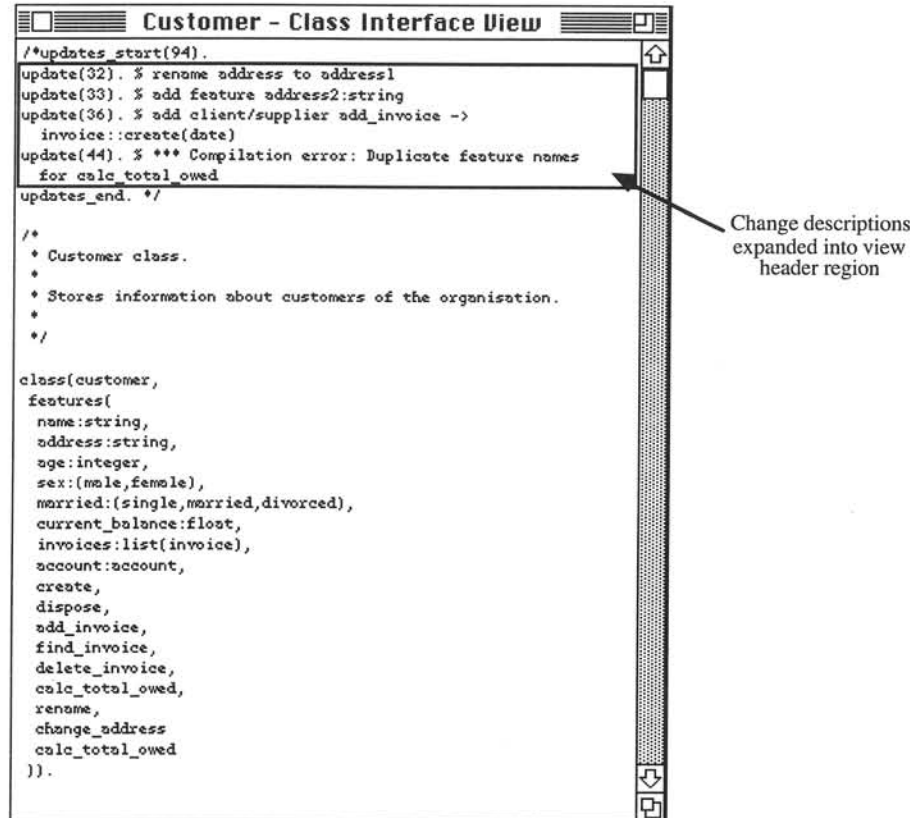 Customer - Class Interface View
/*updates_start(94).
update(32). % rename address to address1
update(33). % add feature address2:string
update(36). % add client/supplier add_invoice ->
invoice::create(date)
update(44). % *** Compilation error: Duplicate feature names
for calc_total_owed
updates_end. */
/*
* Customer class.
*
* Stores information about customers of the organisation.
*
*/
class(customer,
features(
name:string,
address:string,
age:integer,
sex:(male,female),
married:(single,married,divorced),
current_balance:float,
invoices:list(invoice),
account:account,
create,
dispose,
add_invoice,
find_invoice,
delete_invoice,
calc_total_owed,
rename,
change_address
calc_total_owed
)).
Change descriptions
expanded into view
header region